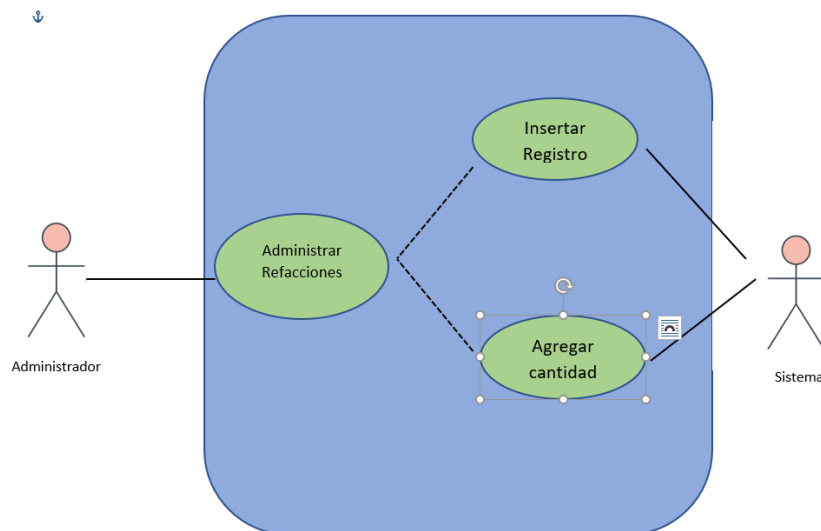 Insertar
Registro
Administrar
Refacciones
Agregar
cantidad
Administrador
Sistema